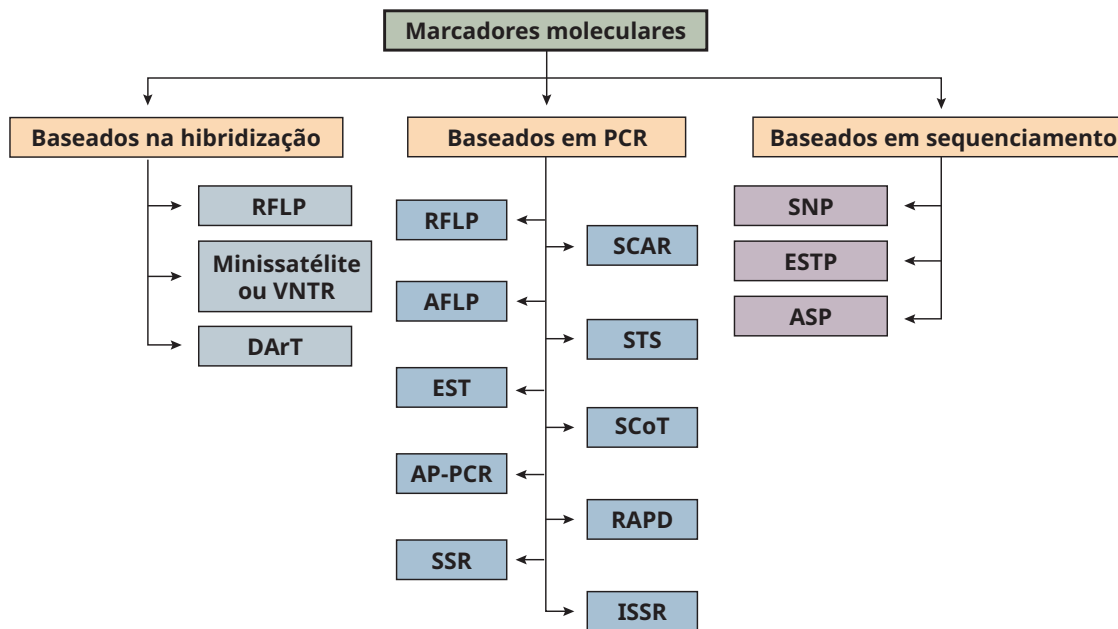 Marcadores moleculares
Baseados na hibridização
RFLP
Minissatélite
ou VNTR
DArT
Baseados em PCR
RFLP
SCAR
AFLP
STS
EST
SCoT
AP-PCR
RAPD
SSR
ISSR
Baseados em sequenciamento
SNP
ESTP
ASP